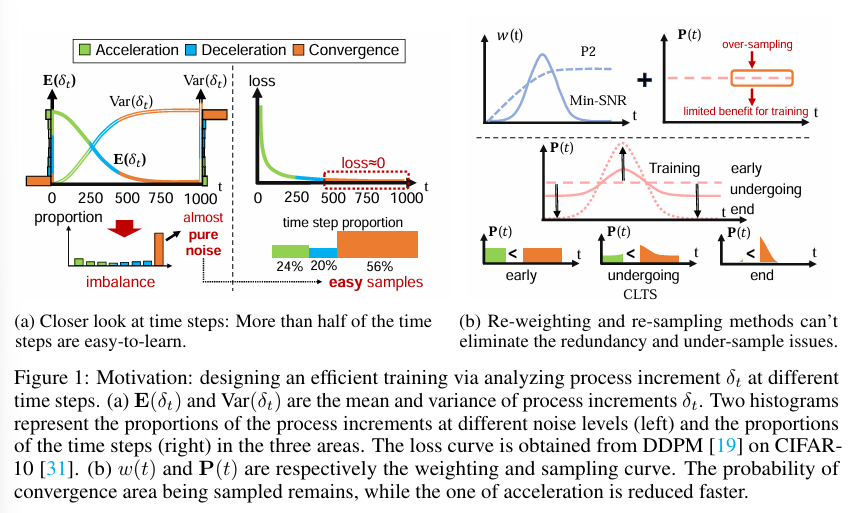 Acceleration Deceleration Convergence
E(δt) Var(δt) loss
Var(δt)
E(δt)
loss≈0
0 250 500 750 1000 t
0 250 500 750 1000 t
proportion
almost
pure
noise
imbalance
time step proportion
24% 20% 56%
easy samples
w(t) P(t)
P2
Min-SNR
t
+
over-sampling
limited benefit for training t
P(t)
Training early
undergoing
t end
P(t) P(t) P(t)
< t < t < t
early undergoing end
CLTS
(a) Closer look at time steps: More than half of the time
steps are easy-to-learn.
(b) Re-weighting and re-sampling methods can't
eliminate the redundancy and under-sample issues.
Figure 1: Motivation: designing an efficient training via analyzing process increment δt at different
time steps. (a) E(δt) and Var(δt) are the mean and variance of process increments δt. Two histograms
represent the proportions of the process increments at different noise levels (left) and the proportions
of the time steps (right) in the three areas. The loss curve is obtained from DDPM [19] on CIFAR-
10 [31]. (b) w(t) and P(t) are respectively the weighting and sampling curve. The probability of
convergence area being sampled remains, while the one of acceleration is reduced faster.